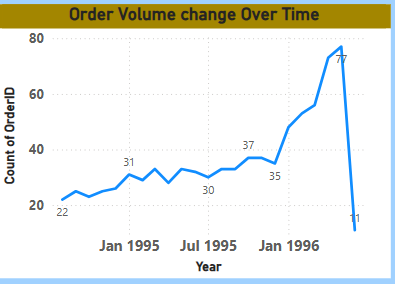 Order Volume change Over Time
Count of OrderID
80
60
40
20
22
31
30
37
35
77
11
Jan 1995
Jul 1995
Jan 1996
Year